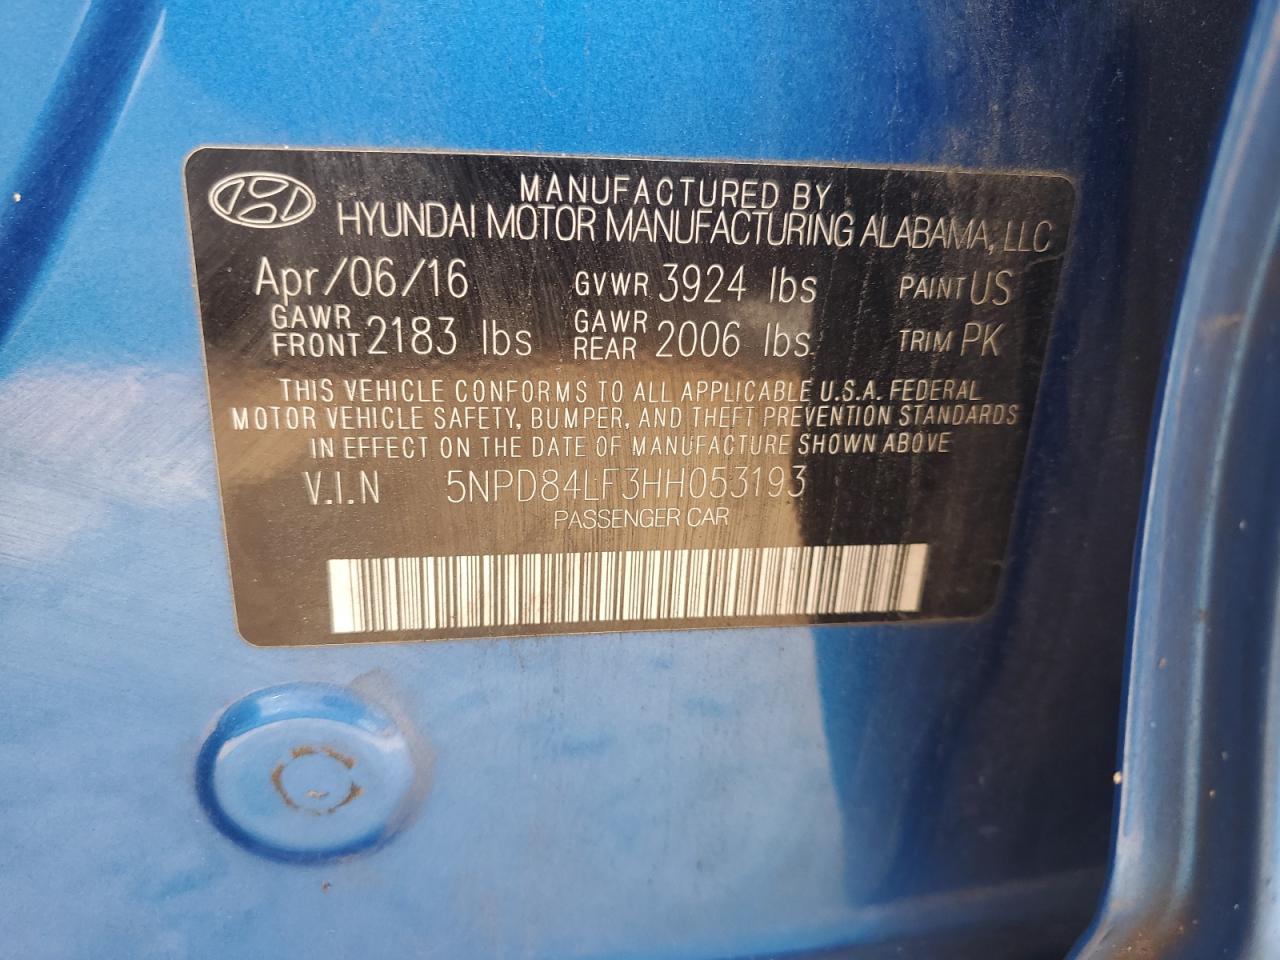 MANUFACTURED BY
HYUNDAI MOTOR MANUFACTURING ALABAMA, LLC
Apr/06/16 GVWR 3924 lbs PAINT US
GAWR FRONT 2183 lbs GAWR REAR 2006 lbs. TRIM PK
THIS VEHICLE CONFORMS TO ALL APPLICABLE U.S.A. FEDERAL
MOTOR VEHICLE SAFETY, BUMPER, AND THEFT PREVENTION STANDARDS
IN EFFECT ON THE DATE OF MANUFACTURE SHOWN ABOVE
V.I.N 5NPD84LF3HH053193
PASSENGER CAR